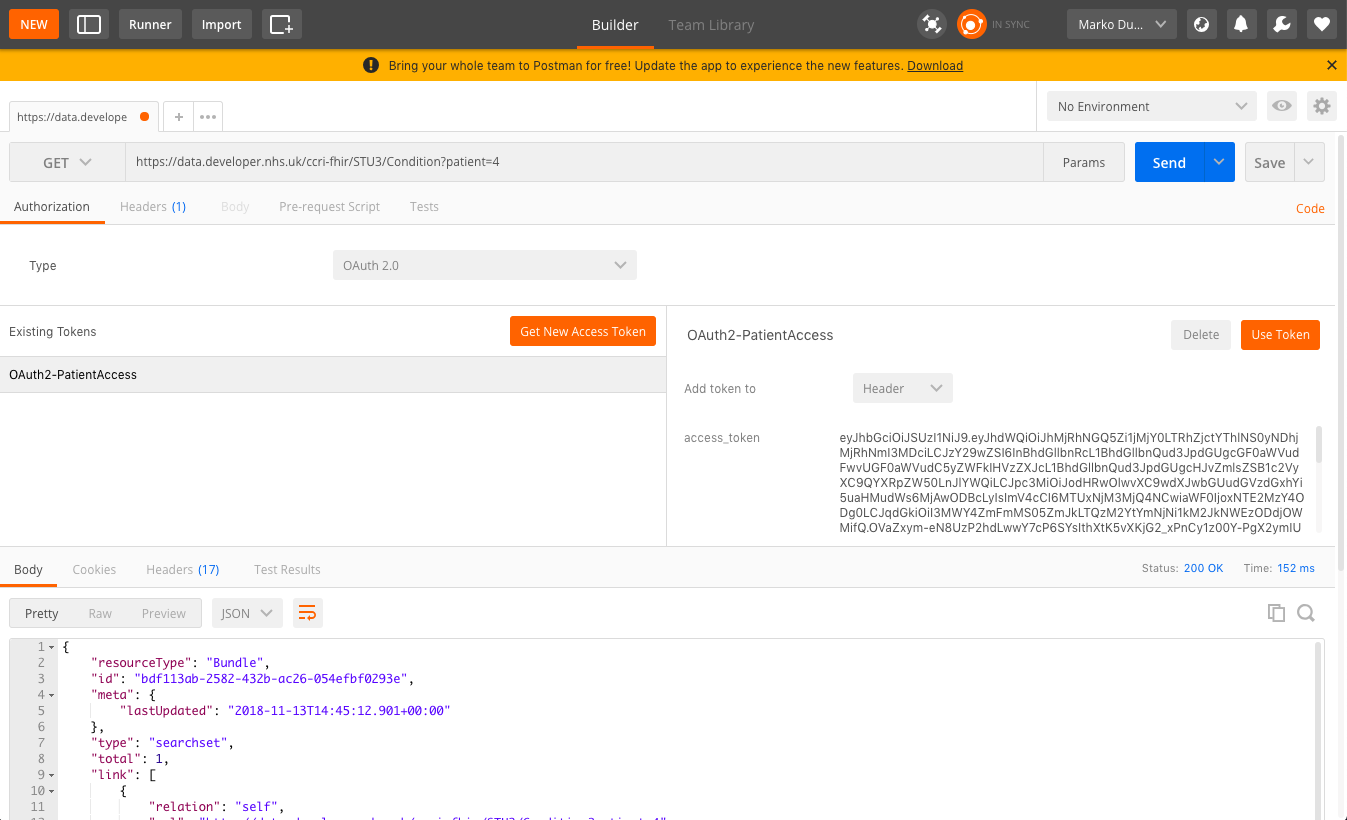 NEW Runner Import Builder Team Library IN SYNC Marko Du...
Bring your whole team to Postman for free! Update the app to experience the new features. Download
https://data.develope No Environment
GET https://data.developer.nhs.uk/ccri-fhir/STU3/Condition?patient=4 Params Send Save
Authorization Headers (1) Body Pre-request Script Tests Code
Type OAuth 2.0
Existing Tokens Get New Access Token
OAuth2-PatientAccess
OAuth2-PatientAccess Delete Use Token
Add token to Header
access_token
Body Cookies Headers (17) Test Results Status: 200 OK Time: 152 ms
Pretty Raw Preview JSON
1 {
2 "resourceType": "Bundle",
3 "id": "bdf113ab-2582-432b-ac26-054efbf0293e",
4 "meta": {
5 "lastUpdated": "2018-11-13T14:45:12.901+00:00"
6 },
7 "type": "searchset",
8 "total": 1,
9 "link": [
10 {
11 "relation": "self",